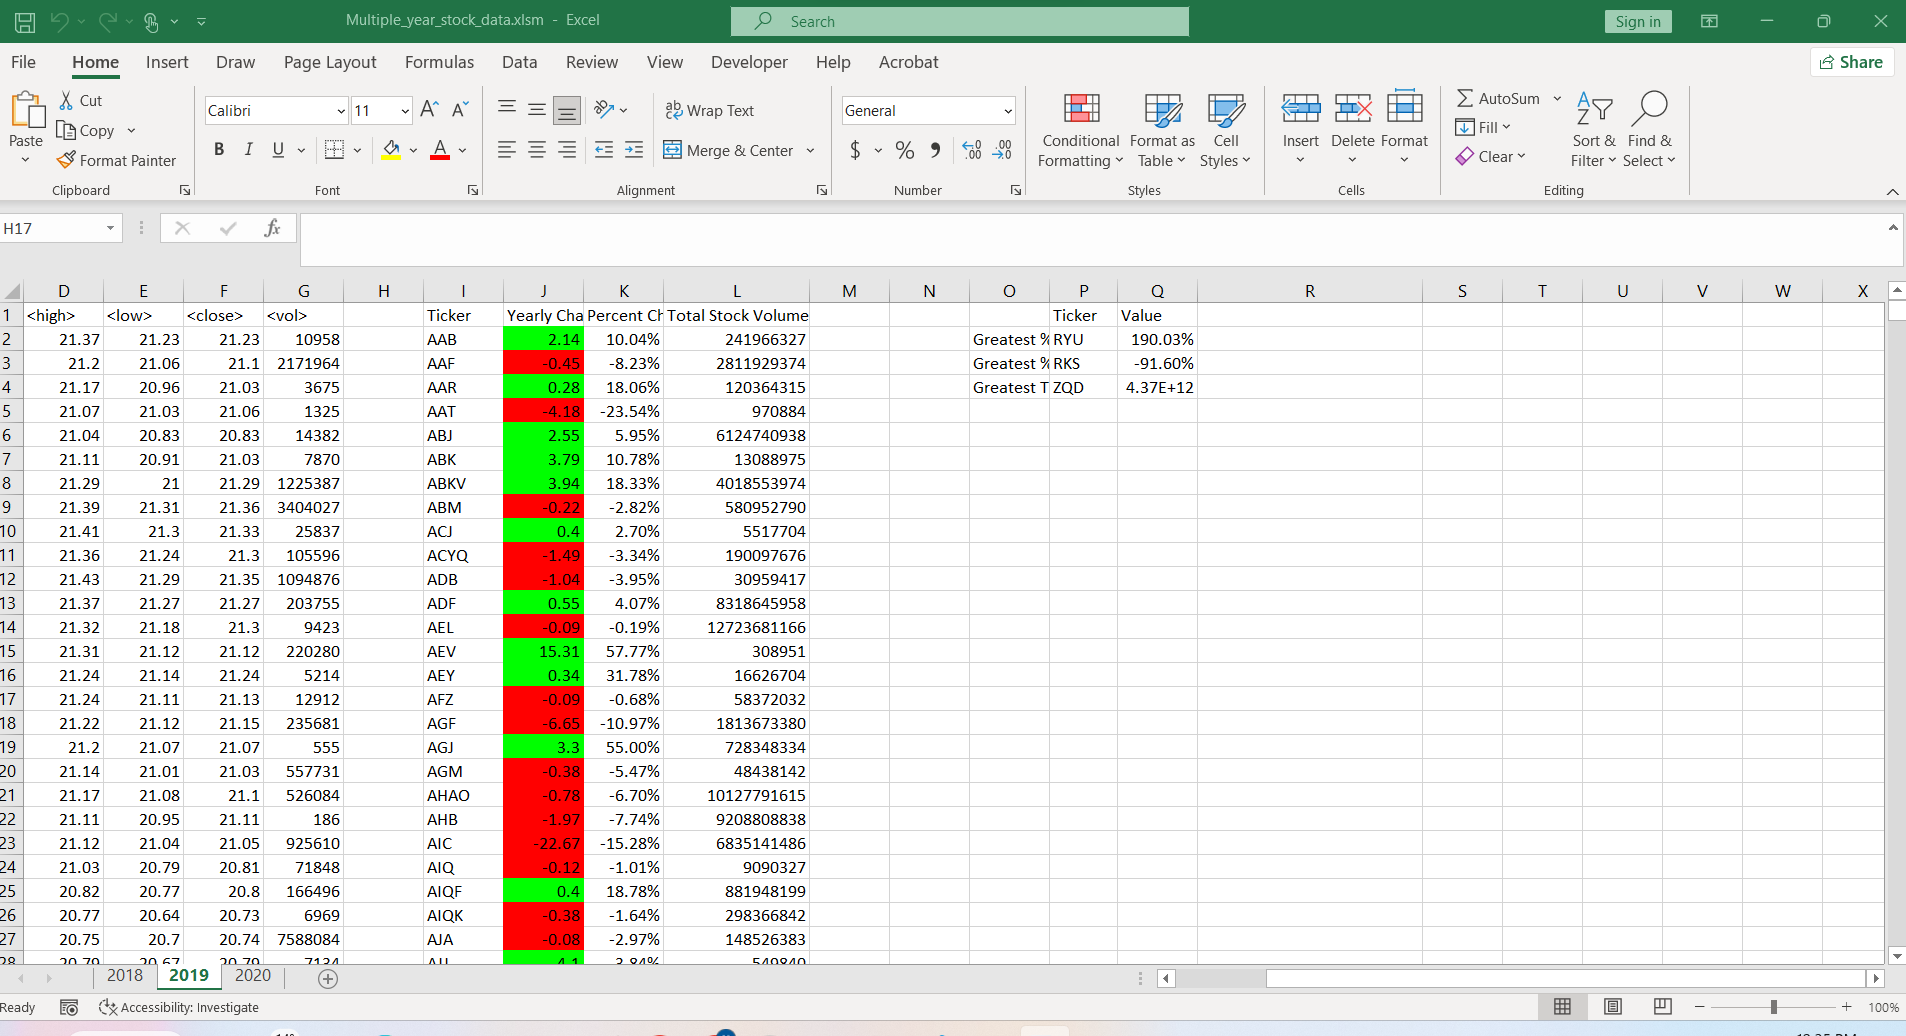 Multiple_year_stock_data.xlsm - Excel
Search
Sign in
File Home Insert Draw Page Layout Formulas Data Review View Developer Help Acrobat
Share
Paste
Cut
Copy
Format Painter
Clipboard
Calibri 11
B I U
Font
Wrap Text
Merge & Center
Alignment
General
$ % 9
Number
Conditional Formatting
Format as Table
Cell Styles
Styles
Insert Delete Format
Cells
AutoSum
Fill
Clear
Sort & Filter
Find & Select
Editing
H17
fx
D E F G H I J K L M N O P Q R S T U V W X
1 <high> <low> <close> <vol> Ticker Yearly Cha Percent Ch Total Stock Volume Ticker Value
2 21.37 21.23 21.23 10958 AAB 2.14 10.04% 241966327 Greatest % RYU 190.03%
3 21.2 21.06 21.1 2171964 AAF -0.45 -8.23% 2811929374 Greatest % RKS -91.60%
4 21.17 20.96 21.03 3675 AAR 0.28 18.06% 120364315 Greatest T ZQD 4.37E+12
5 21.07 21.03 21.06 1325 AAT -4.18 -23.54% 970884
6 21.04 20.83 20.83 14382 ABJ 2.55 5.95% 6124740938
7 21.11 20.91 21.03 7870 ABK 3.79 10.78% 13088975
8 21.29 21 21.29 1225387 ABKV 3.94 18.33% 4018553974
9 21.39 21.31 21.36 3404027 ABM -0.22 -2.82% 580952790
10 21.41 21.3 21.33 25837 ACJ 0.4 2.70% 5517704
11 21.36 21.24 21.3 105596 ACYQ -1.49 -3.34% 190097676
12 21.43 21.29 21.35 1094876 ADB -1.04 -3.95% 30959417
13 21.37 21.27 21.27 203755 ADF 0.55 4.07% 8318645958
14 21.32 21.18 21.3 9423 AEL -0.09 -0.19% 12723681166
15 21.31 21.12 21.12 220280 AEV 15.31 57.77% 308951
16 21.24 21.14 21.24 5214 AEY 0.34 31.78% 16626704
17 21.24 21.11 21.13 12912 AFZ -0.09 -0.68% 58372032
18 21.22 21.12 21.15 235681 AGF -6.65 -10.97% 1813673380
19 21.2 21.07 21.07 555 AGJ 3.3 55.00% 728348334
20 21.14 21.01 21.03 557731 AGM -0.38 -5.47% 48438142
21 21.17 21.08 21.1 526084 AHAO -0.78 -6.70% 10127791615
22 21.11 20.95 21.11 186 AHB -1.97 -7.74% 9208808838
23 21.12 21.04 21.05 925610 AIC -22.67 -15.28% 6835141486
24 21.03 20.79 20.81 71848 AIQ -0.12 -1.01% 9090327
25 20.82 20.77 20.8 166496 AIQF 0.4 18.78% 881948199
26 20.77 20.64 20.73 6969 AIQK -0.38 -1.64% 298366842
27 20.75 20.7 20.74 7588084 AJA -0.08 -2.97% 148526383
28 20.79 20.67 20.79 7134 4.1 3.84% 549840
2018 2019 2020
Ready Accessibility: Investigate 100%